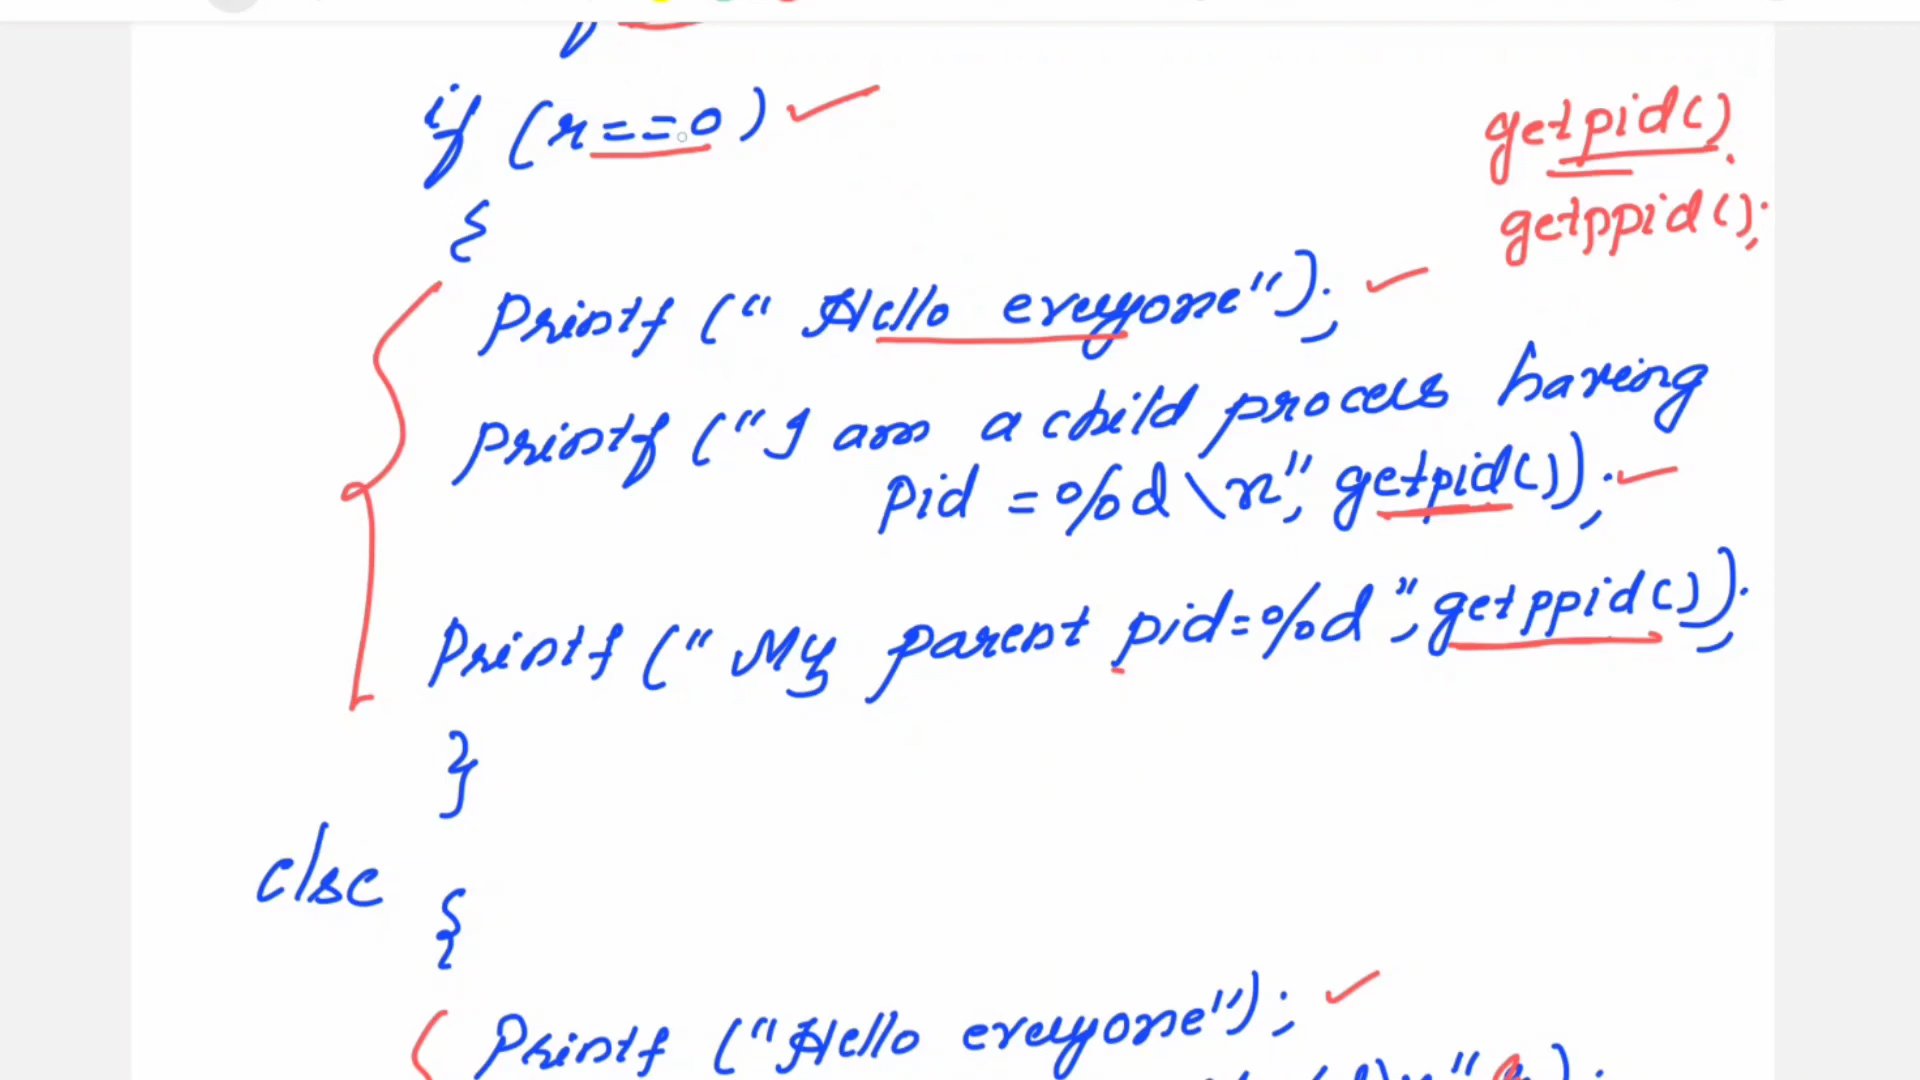 if (r==0)
getpid().
getppid();
{
Printf (" Hello everyone");
Printf ("I am a child process having
Pid = %d \n", getpid());
Printf (" My parent pid=%d ", getppid());
}
else
{
Printf ("Hello everyone");